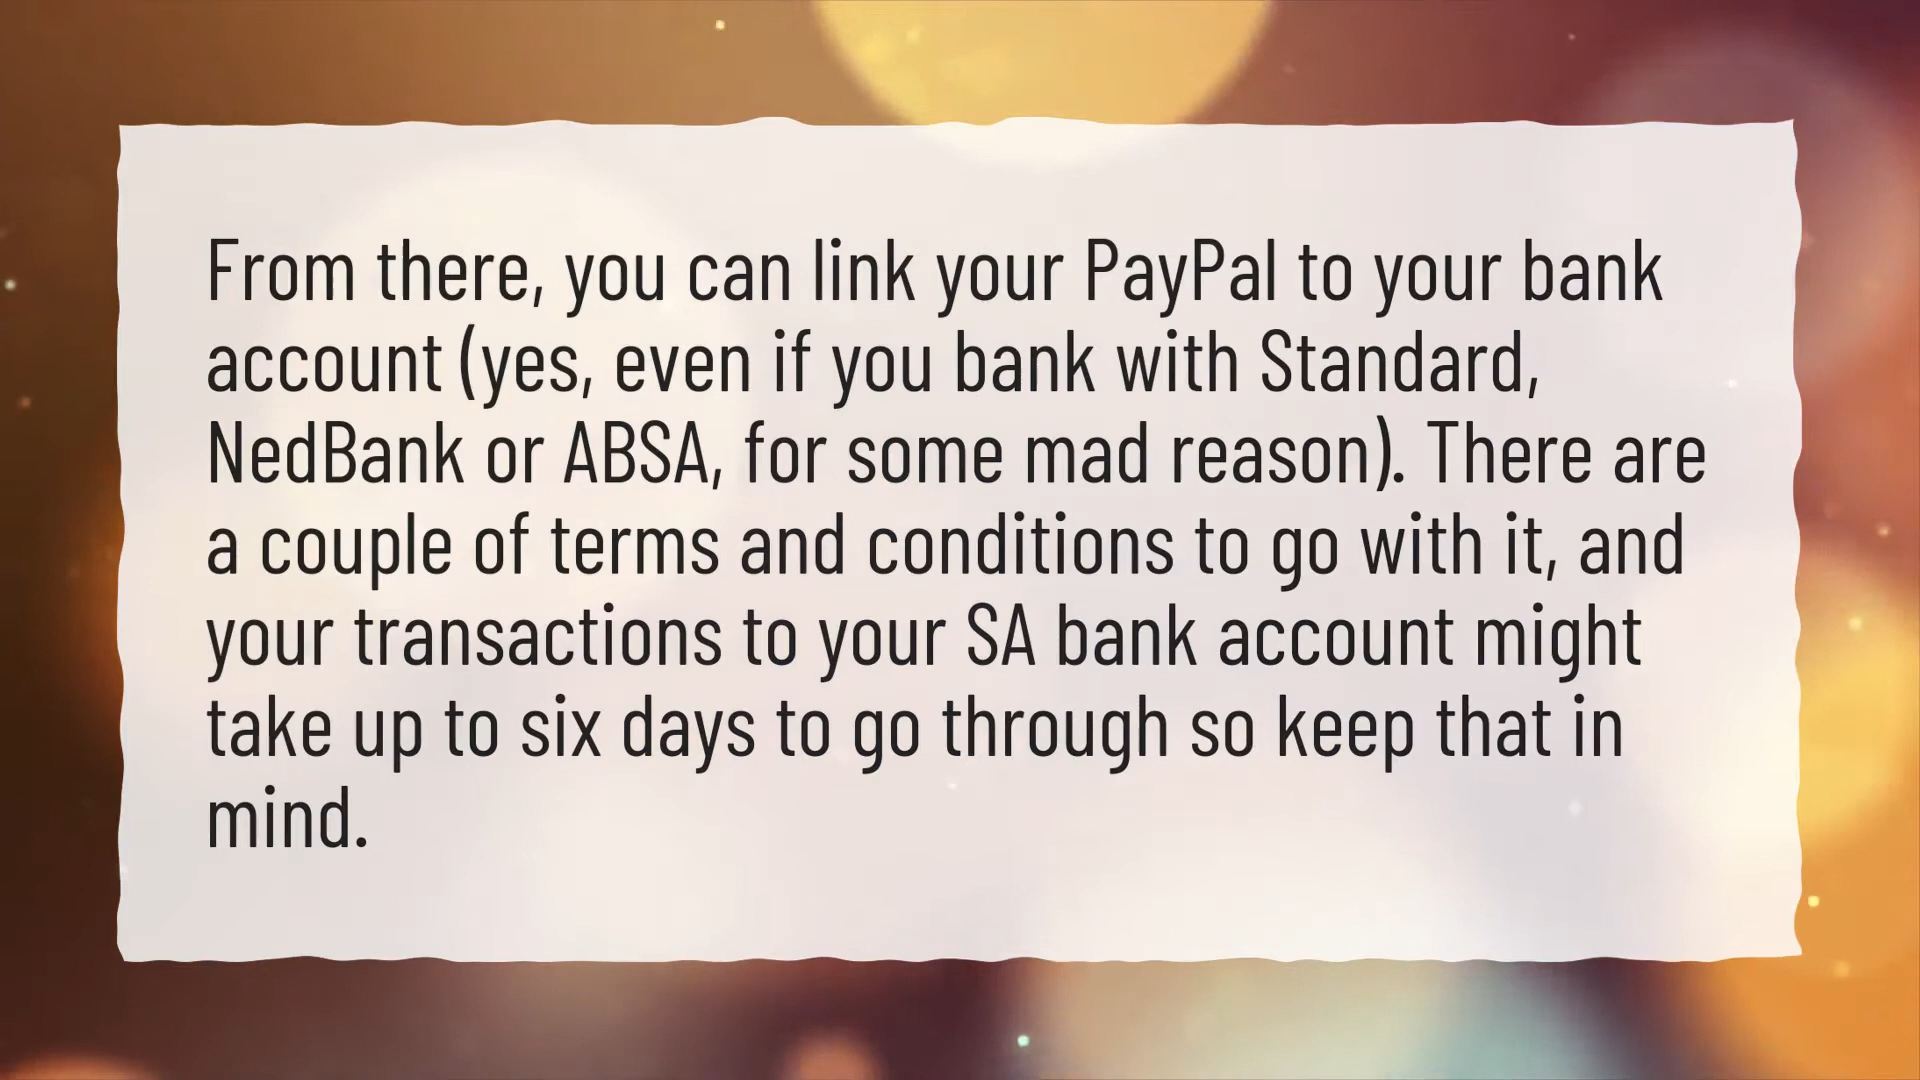 From there, you can link your PayPal to your bank
account (yes, even if you bank with Standard,
NedBank or ABSA, for some mad reason). There are
a couple of terms and conditions to go with it, and
your transactions to your SA bank account might
take up to six days to go through so keep that in
mind.